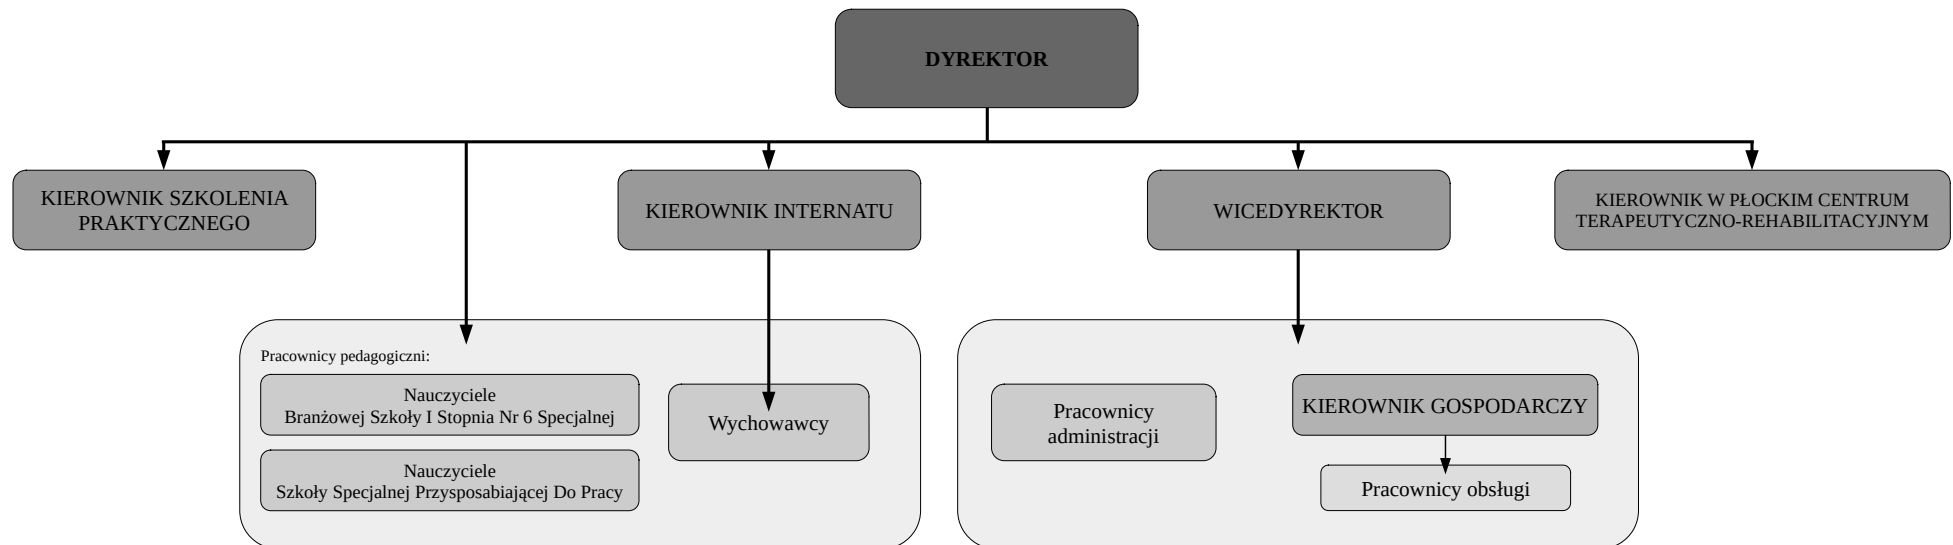 DYREKTOR
KIEROWNIK SZKOLENIA
PRAKTYCZNEGO
KIEROWNIK INTERNATU
WICEDYREKTOR
KIEROWNIK W PŁOCKIM CENTRUM
TERAPEUTYCZNO-REHABILITACYJNYM
Pracownicy pedagogiczni:
Nauczyciele
Branżowej Szkoły I Stopnia Nr 6 Specjalnej
Nauczyciele
Szkoły Specjalnej Przysposabiającej Do Pracy
Wychowawcy
Pracownicy
administracji
KIEROWNIK GOSPODARCZY
Pracownicy obsługi